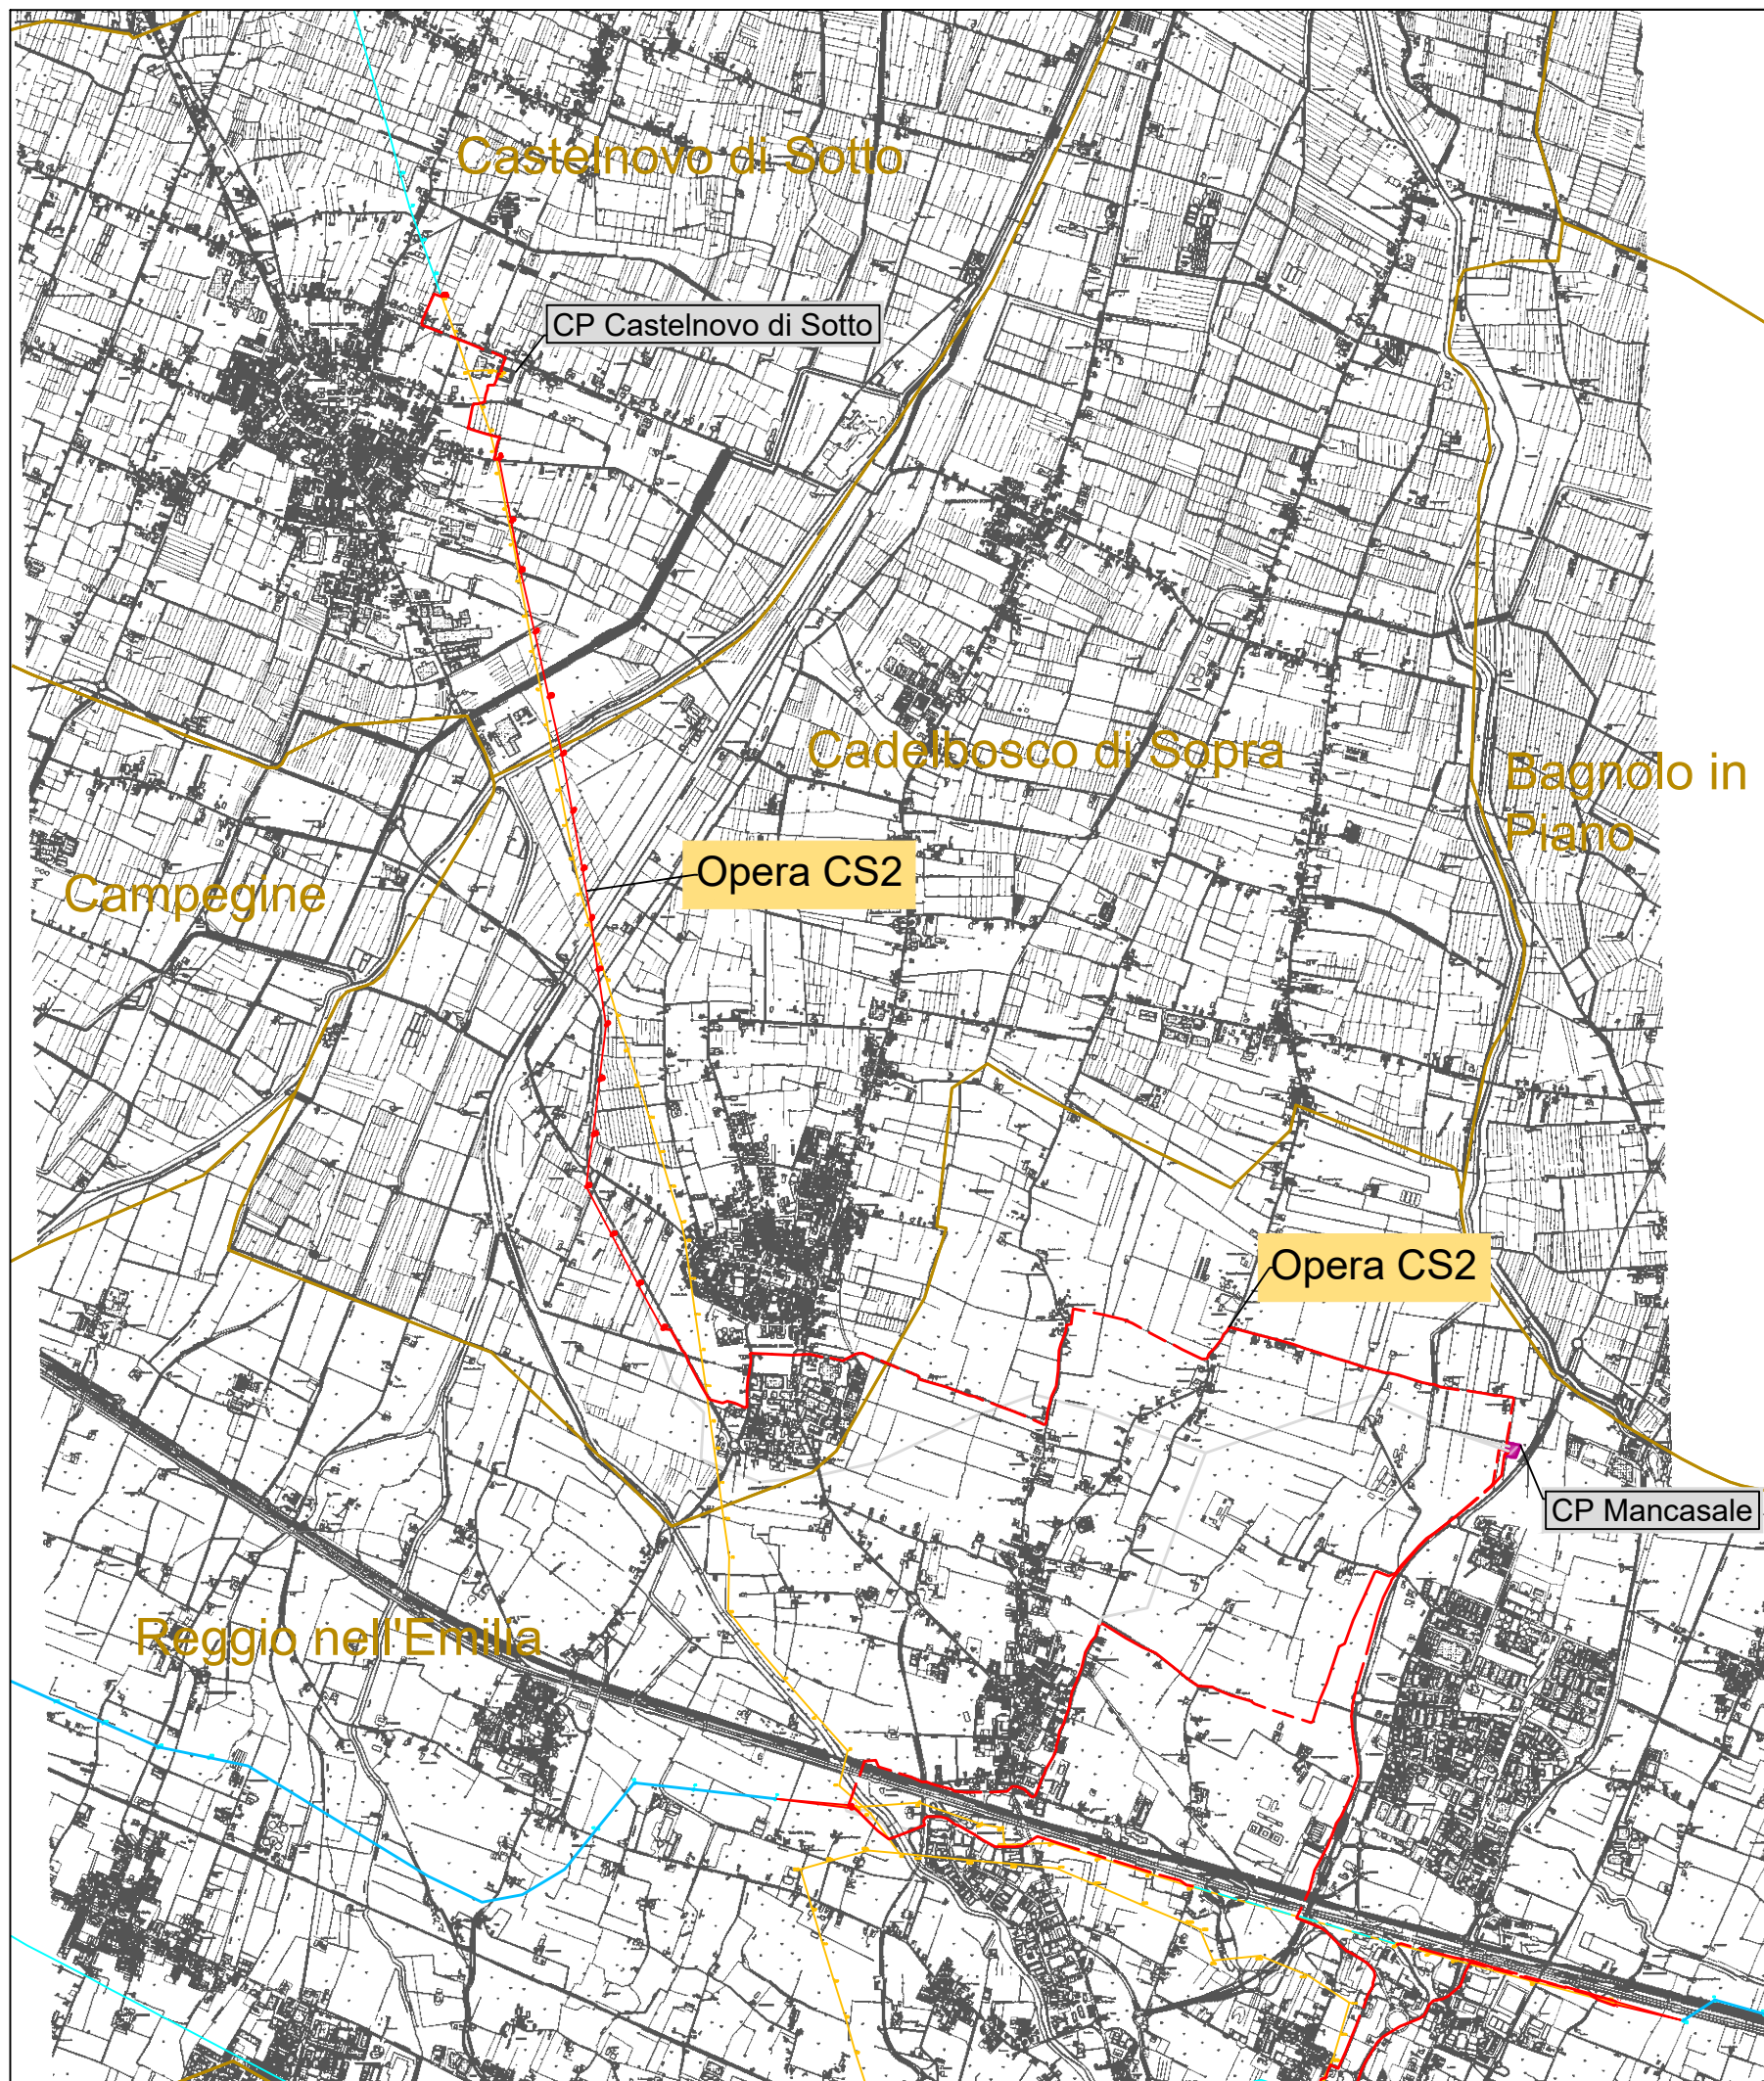 Castelnovo di Sotto
CP Castelnovo di Sotto
Cadelbosco di Sopra
Bagnolo in
Piano
Opera CS2
Campegine
Opera CS2
CP Mancasale
Reggio nell'Emilia